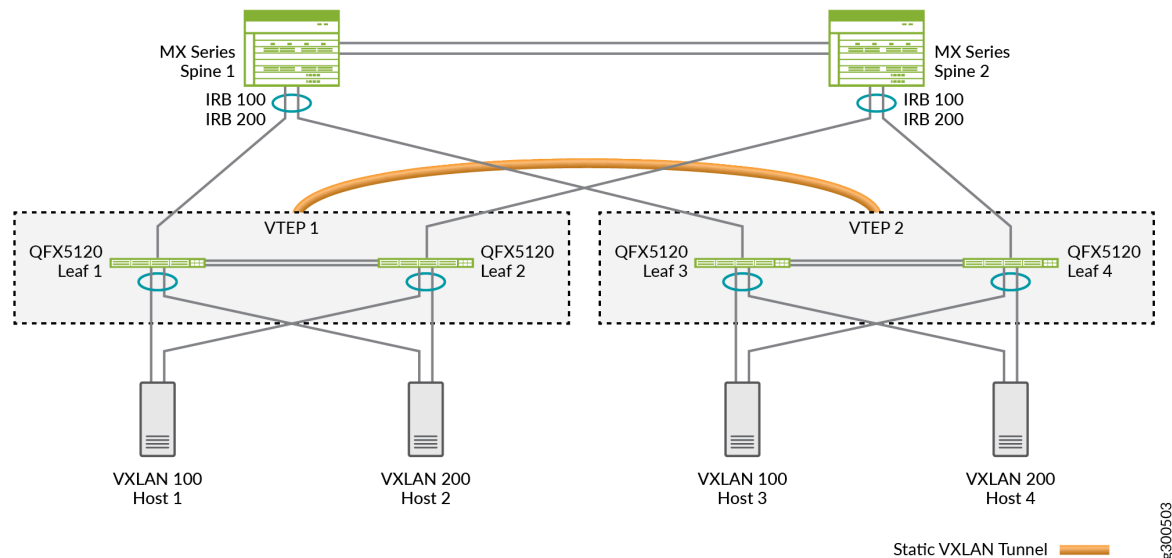 MX Series
Spine 1
MX Series
Spine 2
IRB 100
IRB 200
IRB 100
IRB 200
VTEP 1
VTEP 2
QFX5120
Leaf 1
QFX5120
Leaf 2
QFX5120
Leaf 3
QFX5120
Leaf 4
VXLAN 100
Host 1
VXLAN 200
Host 2
VXLAN 100
Host 3
VXLAN 200
Host 4
Static VXLAN Tunnel
g300503